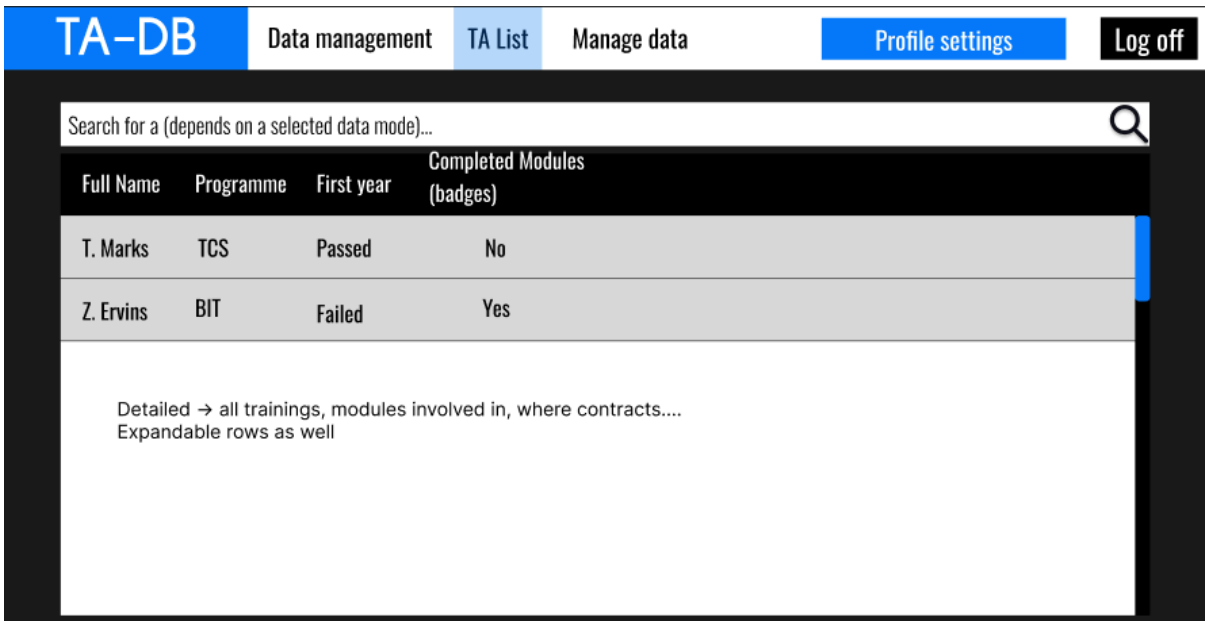 TA-DB Data management TA List Manage data Profile settings Log off
Search for a (depends on a selected data mode)...
Full Name Programme First year Completed Modules
(badges)
T. Marks TCS Passed No
Z. Ervins BIT Failed Yes
Detailed → all trainings, modules involved in, where contracts....
Expandable rows as well